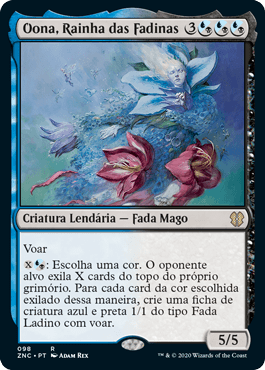 Oona, Rainha das Fadinas 3
Criatura Lendária — Fada Mago
Voar
X: Escolha uma cor. O oponente
alvo exila X cards do topo do próprio
grimório. Para cada card da cor escolhida
exilado dessa maneira, crie uma ficha de
criatura azul e preta 1/1 do tipo Fada
Ladino com voar.
5/5
098 R
ZNC • PT Adam Rex
™ & © 2020 Wizards of the Coast